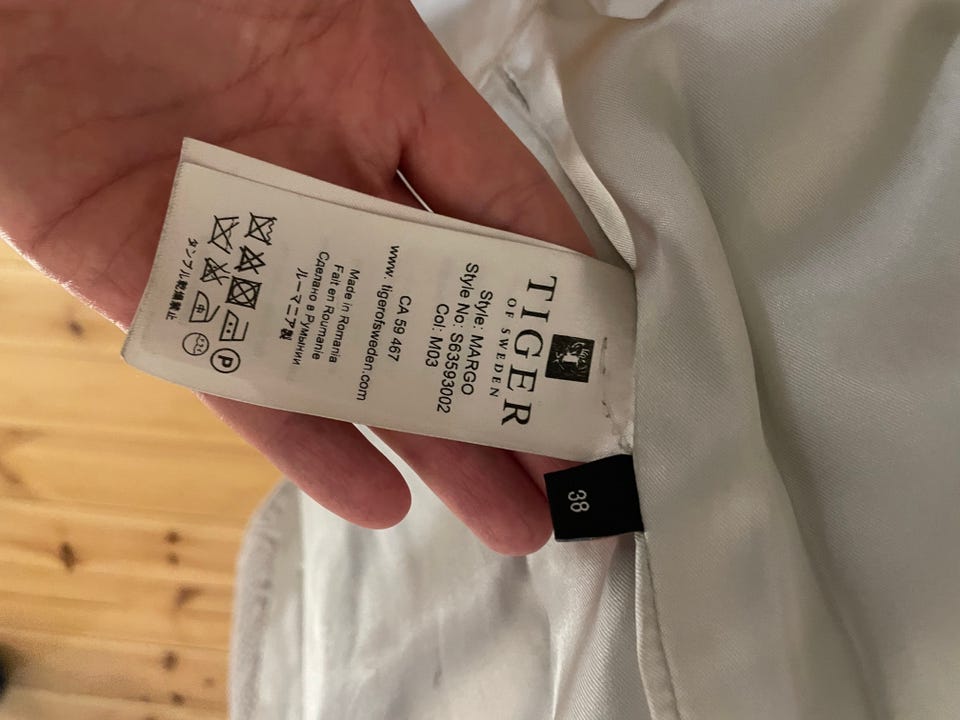 TIGER
OF SWEDEN
Style: MARGO
Style No: S63593002
Col: M03
CA 59 467
www.tigerofsweden.com
Made in Romania
Fait en Roumanie
Сделано в Румынии
ルーマニア製
P
タンブル乾燥禁止
38